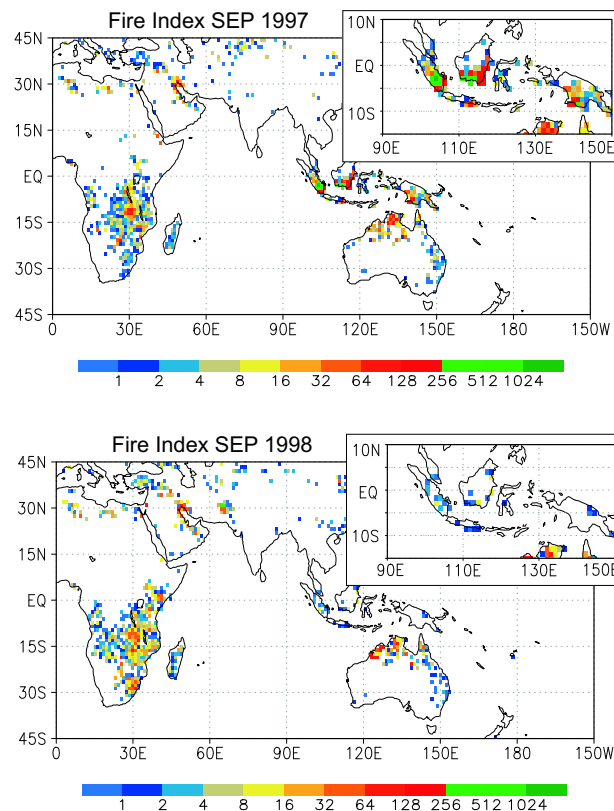 Fire Index SEP 1997
45N
30N
15N
EQ
15S
30S
45S
0 30E 60E 90E 120E 150E 180 150W
10N
EQ
10S
90E 110E 130E 150E
1 2 4 8 16 32 64 128 256 512 1024
Fire Index SEP 1998
45N
30N
15N
EQ
15S
30S
45S
0 30E 60E 90E 120E 150E 180 150W
10N
EQ
10S
90E 110E 130E 150E
1 2 4 8 16 32 64 128 256 512 1024